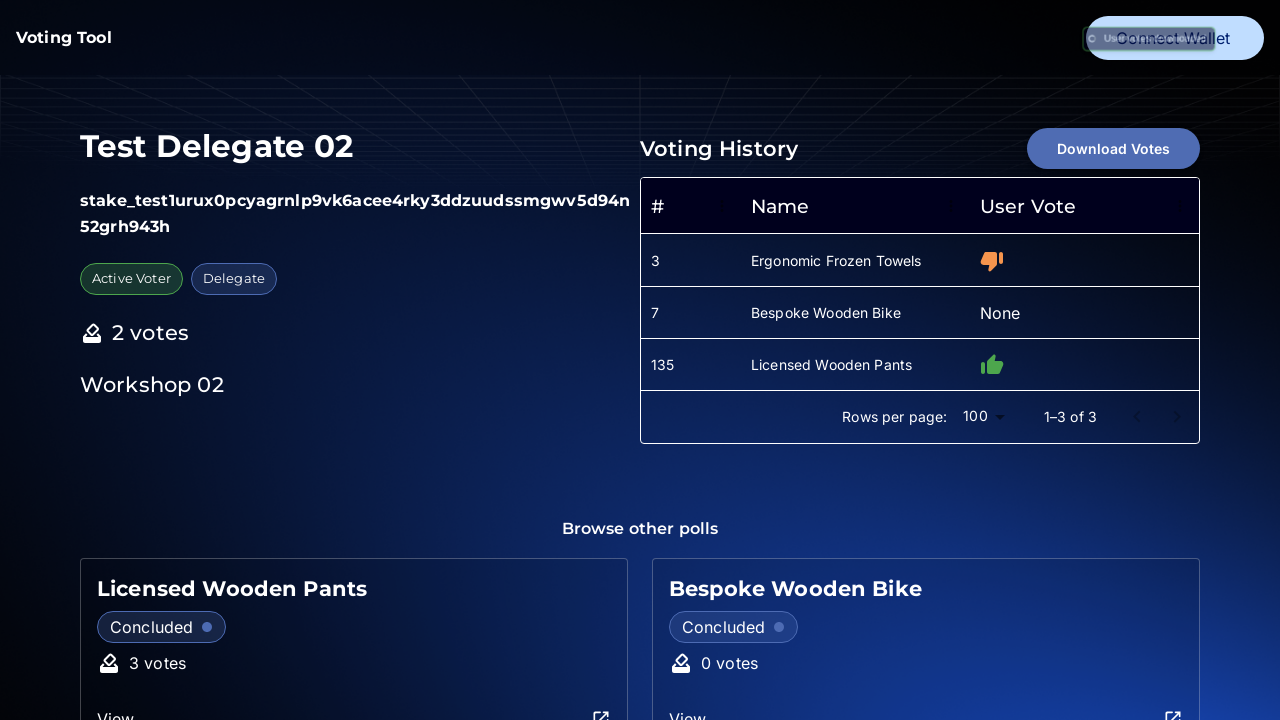 Voting Tool
Connect Wallet
Test Delegate 02
stake_test1urux0pcyagrnlp9vk6acee4rky3ddzuudssmgwv5d94n
52grh943h
Active Voter
Delegate
2 votes
Workshop 02
Voting History
Download Votes
# Name User Vote
3 Ergonomic Frozen Towels
7 Bespoke Wooden Bike None
135 Licensed Wooden Pants
Rows per page: 100 1–3 of 3
Browse other polls
Licensed Wooden Pants
Concluded
3 votes
View
Bespoke Wooden Bike
Concluded
0 votes
View